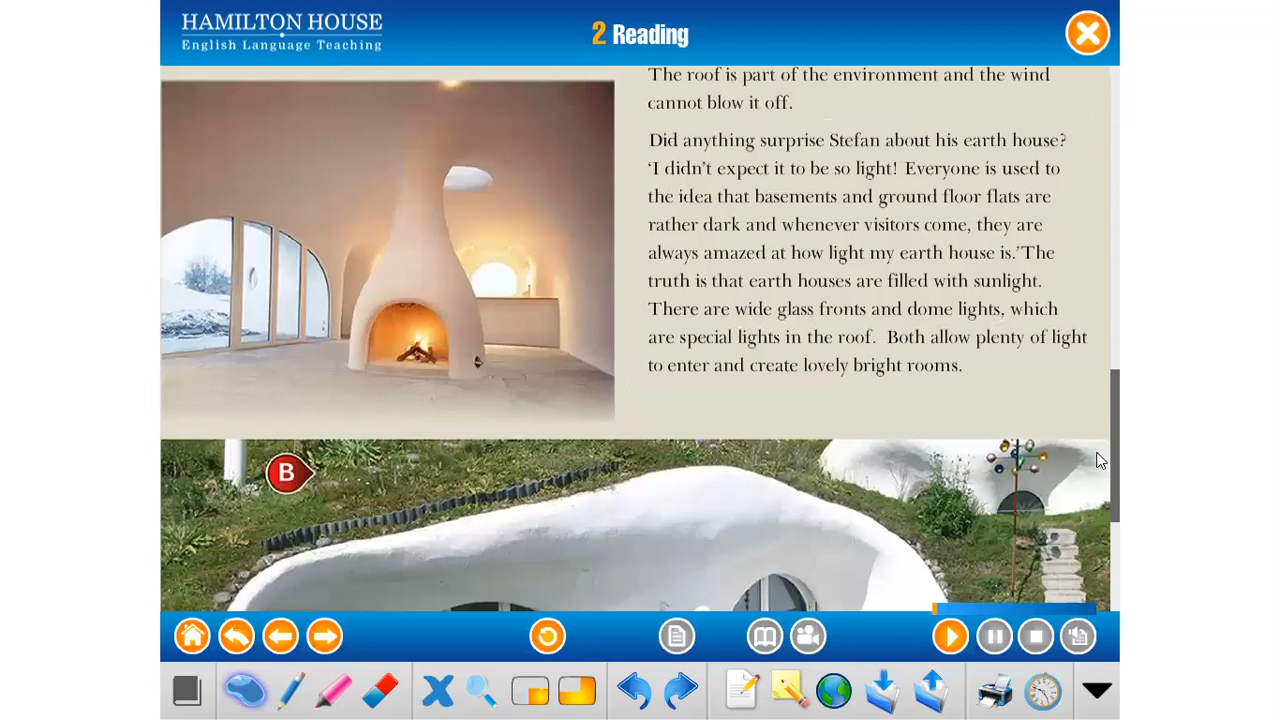 HAMILTON HOUSE
English Language Teaching
2 Reading
The roof is part of the environment and the wind
cannot blow it off.
Did anything surprise Stefan about his earth house?
‘I didn’t expect it to be so light! Everyone is used to
the idea that basements and ground floor flats are
rather dark and whenever visitors come, they are
always amazed at how light my earth house is.’ The
truth is that earth houses are filled with sunlight.
There are wide glass fronts and dome lights, which
are special lights in the roof. Both allow plenty of light
to enter and create lovely bright rooms.
B